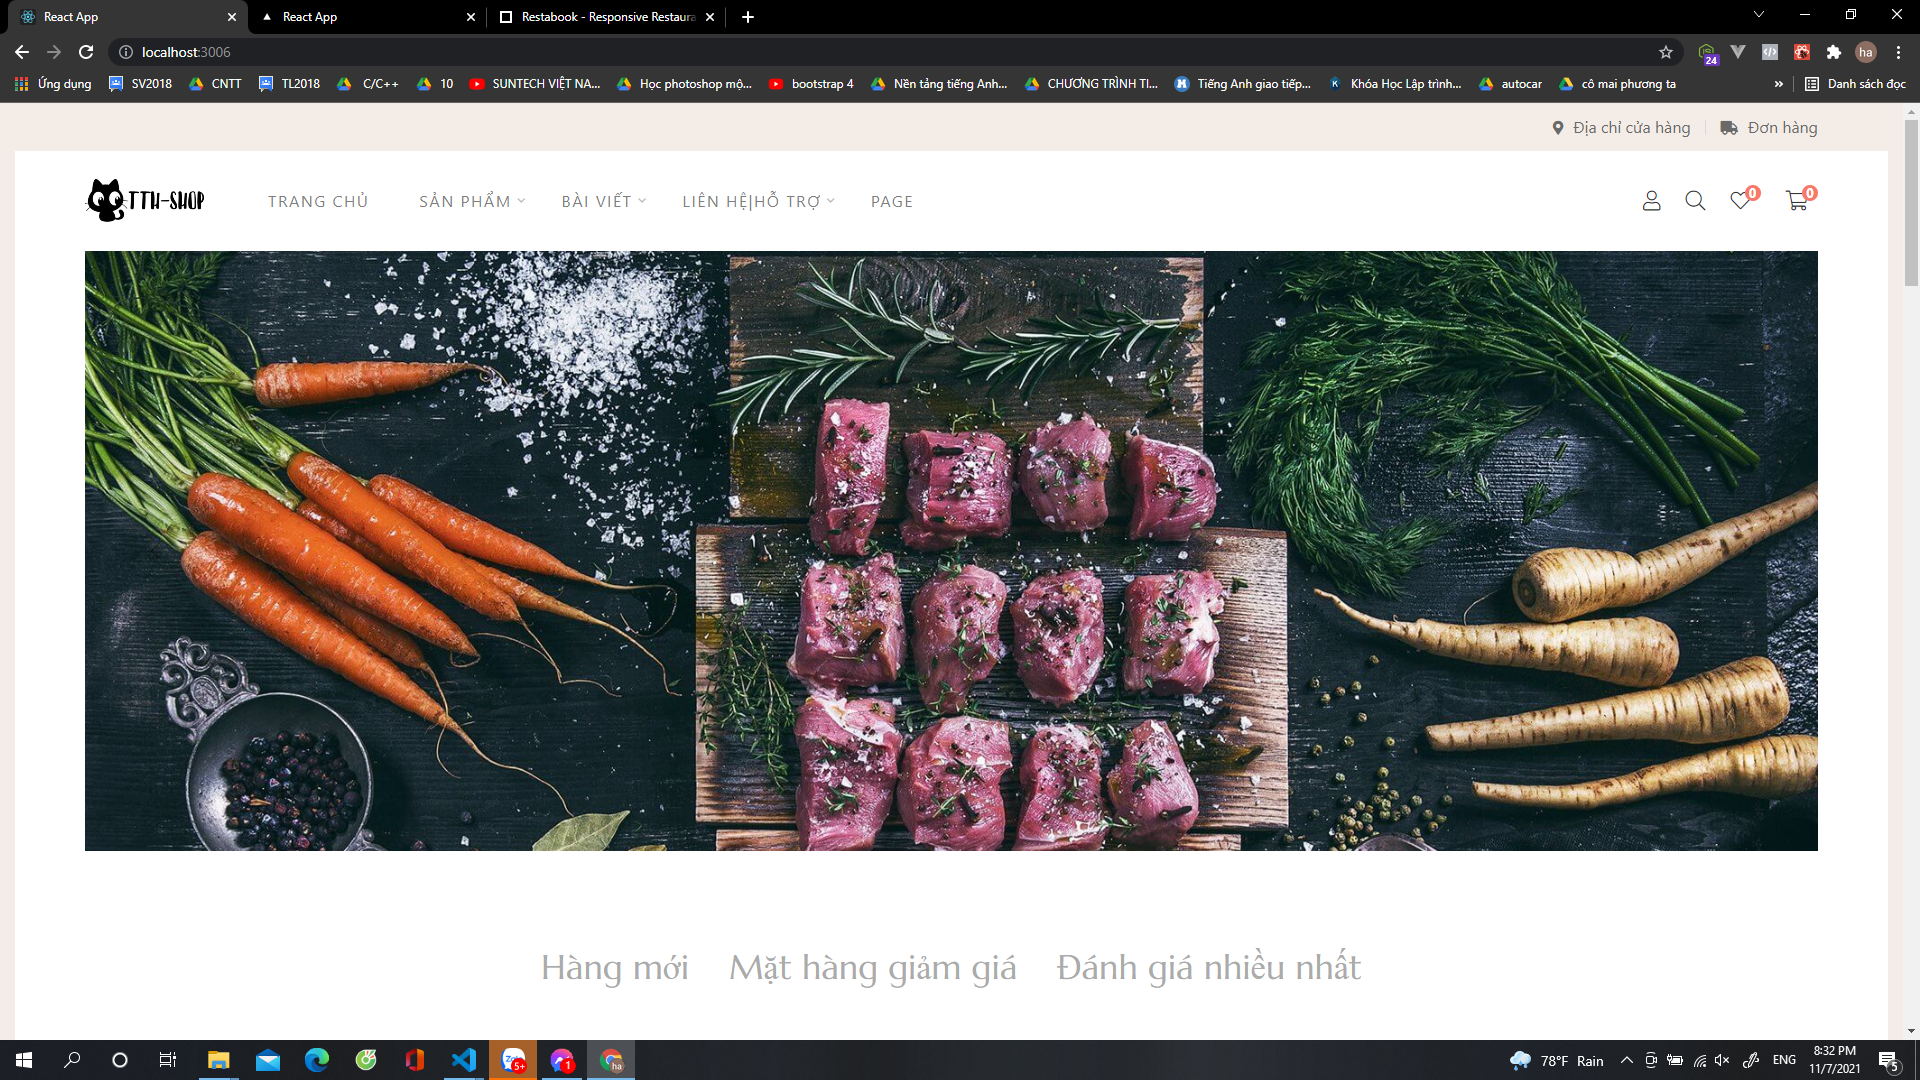 React App
React App
Restabook - Responsive Restaura
localhost:3006
24
ha
Ứng dụng
SV2018
CNTT
TL2018
C/C++
10
SUNTECH VIỆT NA...
Học photoshop mộ...
bootstrap 4
Nền tảng tiếng Anh...
CHƯƠNG TRÌNH TI...
Tiếng Anh giao tiếp...
Khóa Học Lập trình...
autocar
cô mai phương ta
»
Danh sách đọc
Địa chỉ cửa hàng
Đơn hàng
TTH-SHOP
TRANG CHỦ
SẢN PHẨM
BÀI VIẾT
LIÊN HỆ|HỖ TRỢ
PAGE
0
0
Hàng mới
Mặt hàng giảm giá
Đánh giá nhiều nhất
Zalo
5+
1
ha
78°F Rain
ENG
8:32 PM
11/7/2021
5